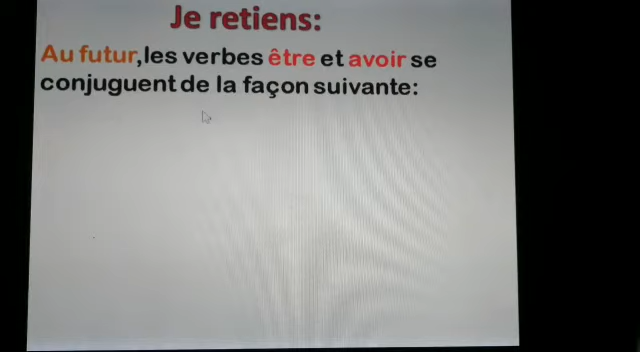 Je retiens:
Au futur,les verbes être et avoir se
conjuguent de la façon suivante: